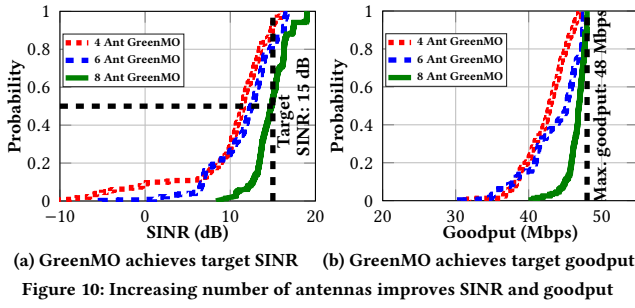 1
0.8
0.6
0.4
0.2
0
Probability
4 Ant GreenMO
6 Ant GreenMO
8 Ant GreenMO
Target
SINR: 15 dB
-10 0 10 20
SINR (dB)
1
0.8
0.6
0.4
0.2
0
Probability
4 Ant GreenMO
6 Ant GreenMO
8 Ant GreenMO
Max. goodput: 48 Mbps
20 30 40 50
Goodput (Mbps)
(a) GreenMO achieves target SINR
(b) GreenMO achieves target goodput
Figure 10: Increasing number of antennas improves SINR and goodput